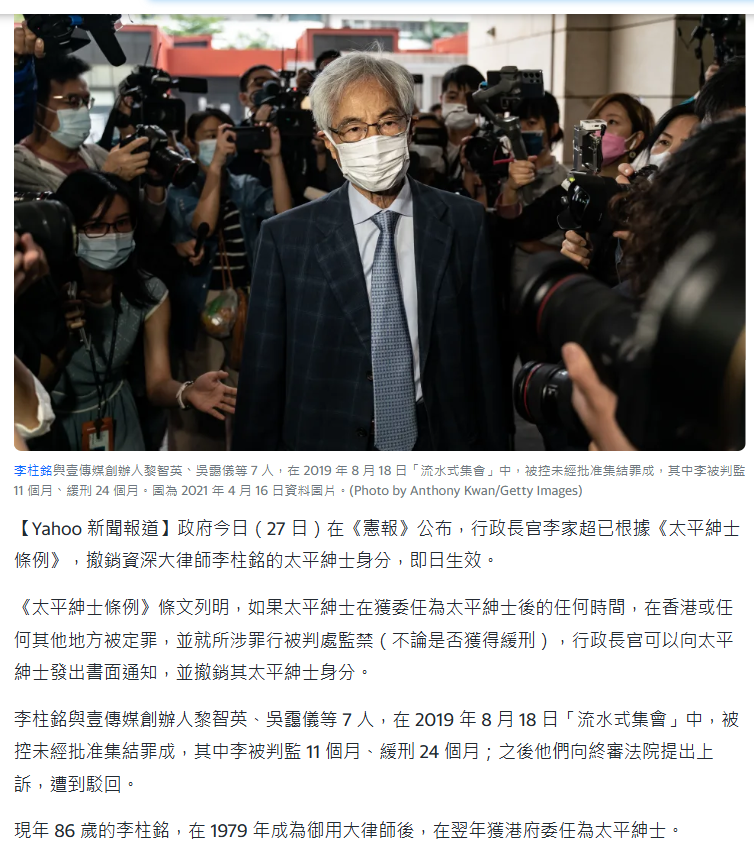 李柱銘與壹傳媒創辦人黎智英、吳靄儀等 7 人，在 2019 年 8 月 18 日「流水式集會」中，被控未經批准集結罪成，其中李被判監
11 個月、緩刑 24 個月。圖為 2021 年 4 月 16 日資料圖片。(Photo by Anthony Kwan/Getty Images)
【Yahoo 新聞報道】政府今日（27 日）在《憲報》公布，行政長官李家超已根據《太平紳士
條例》，撤銷資深大律師李柱銘的太平紳士身分，即日生效。
《太平紳士條例》條文列明，如果太平紳士在獲委任為太平紳士後的任何時間，在香港或任
何其他地方被定罪，並就所涉罪行被判處監禁（不論是否獲得緩刑），行政長官可以向太平
紳士發出書面通知，並撤銷其太平紳士身分。
李柱銘與壹傳媒創辦人黎智英、吳靄儀等 7 人，在 2019 年 8 月 18 日「流水式集會」中，被
控未經批准集結罪成，其中李被判監 11 個月、緩刑 24 個月；之後他們向終審法院提出上
訴，遭到駁回。
現年 86 歲的李柱銘，在 1979 年成為御用大律師後，在翌年獲港府委任為太平紳士。